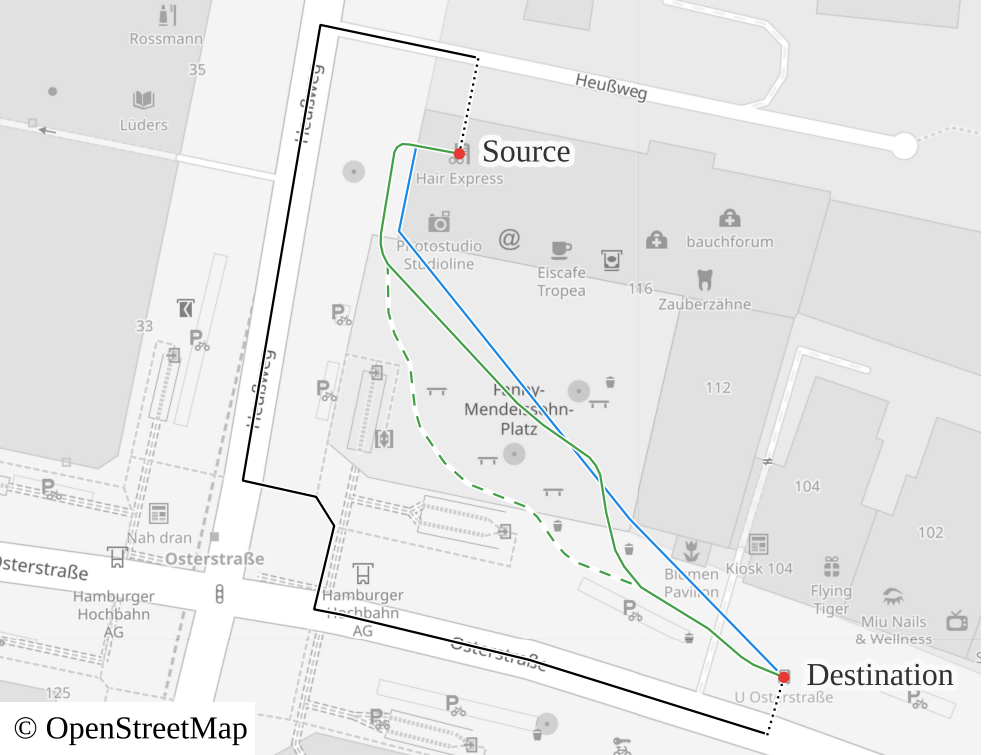 Rossmann
35
Lüders
Heußweg
Heußweg
Source
Hair Express
Photostudio
Studioline
@
Eiscafe
Tropea
bauchforum
116
Zauberzähne
33
P
P
P
Heußweg
112
Fanny-
Mendelssohn-
Platz
104
P
Nah dran
Osterstraße
102
Osterstraße
Hamburger
Hochbahn
AG
Hamburger
Hochbahn
AG
Blumen
Pavillon
Kiosk 104
Flying
Tiger
P
Miu Nails
& Wellness
Osterstraße
Destination
U Osterstraße
125
P
P
P
© OpenStreetMap